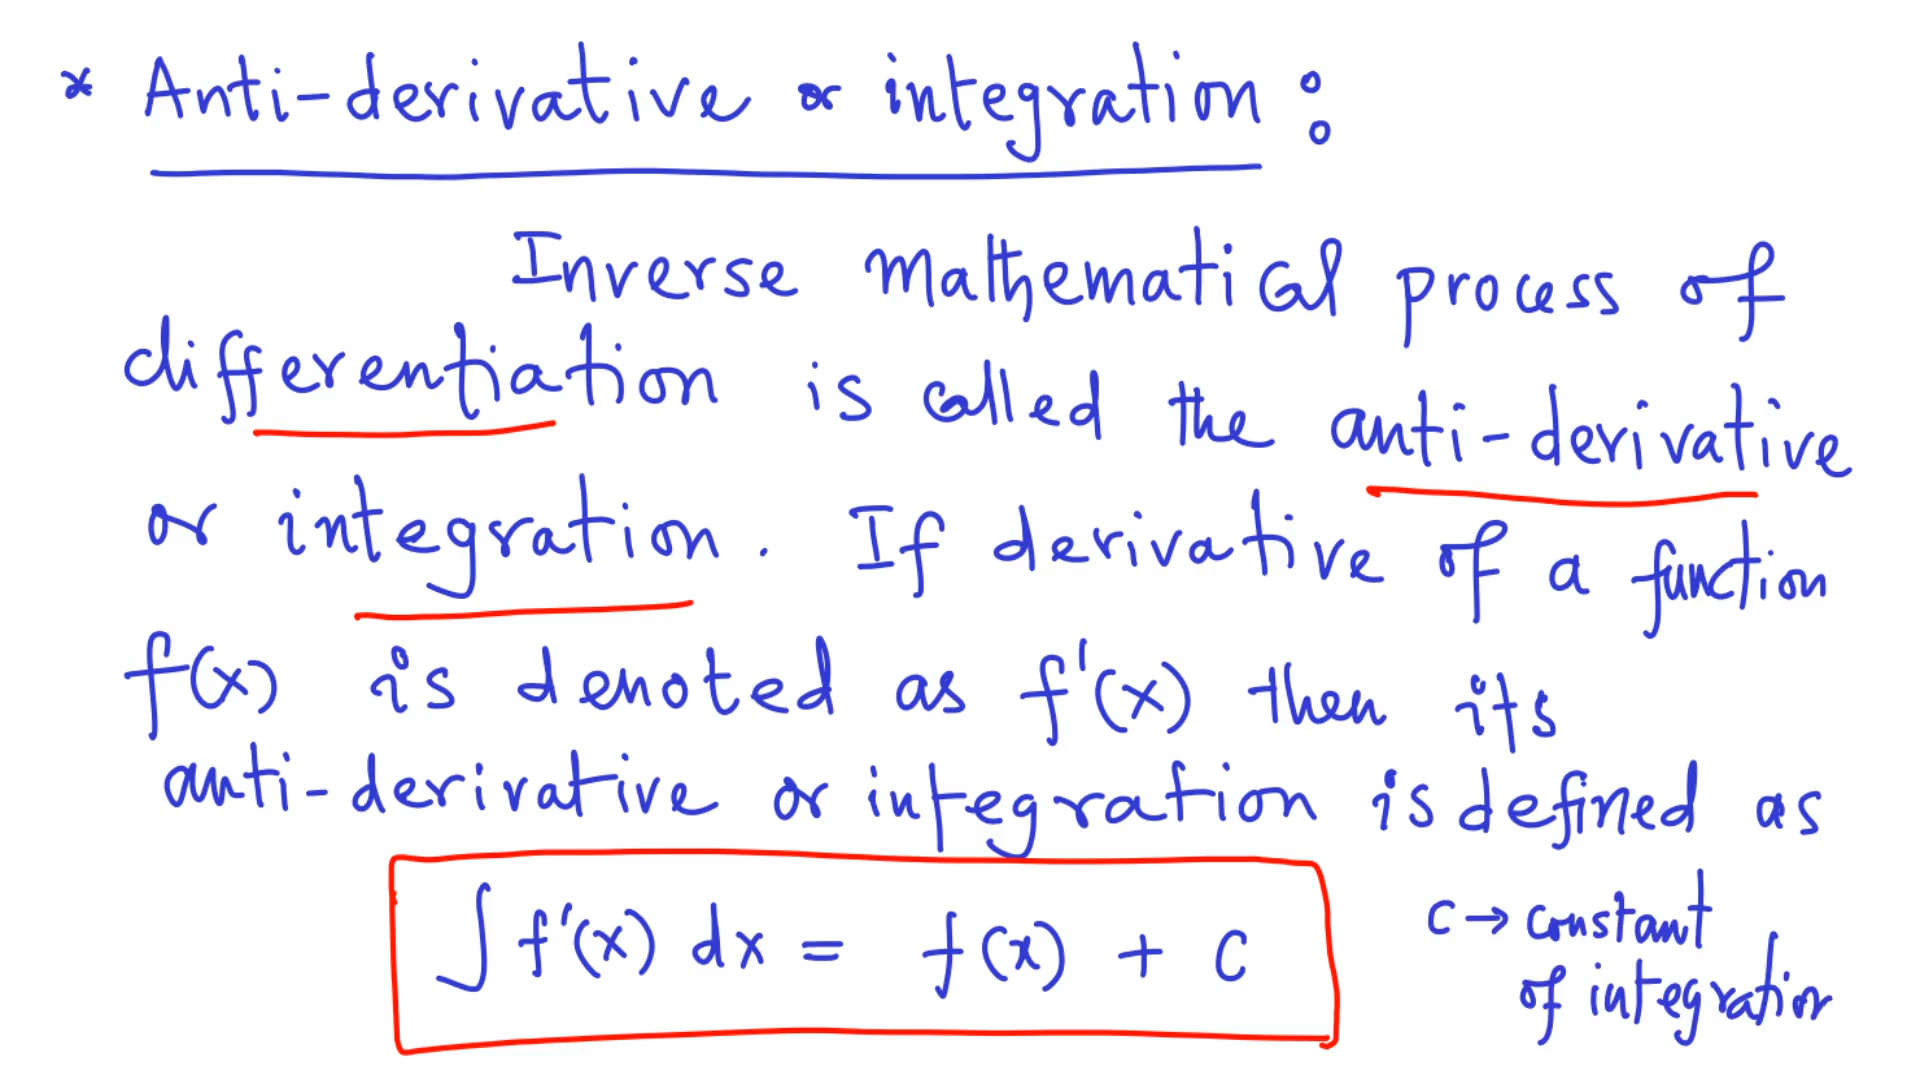 * Anti-derivative or integration :
Inverse mathematical process of
differentiation is called the anti-derivative
or integration. If derivative of a function
f(x) is denoted as f'(x) then its
anti-derivative or integration is defined as
∫ f'(x) dx = f(x) + C
C → constant
of integration